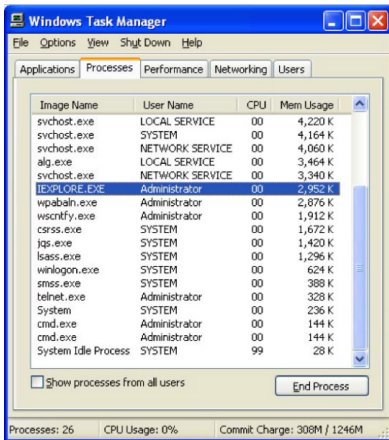 Windows Task Manager
File Options View Shut Down Help
Applications Processes Performance Networking Users
Image Name User Name CPU Mem Usage
svchost.exe LOCAL SERVICE 00 4,220 K
svchost.exe SYSTEM 00 4,164 K
svchost.exe NETWORK SERVICE 00 4,060 K
alg.exe LOCAL SERVICE 00 3,464 K
svchost.exe NETWORK SERVICE 00 3,340 K
IEXPLORE.EXE Administrator 00 2,952 K
wpabaln.exe Administrator 00 2,876 K
wscntfy.exe Administrator 00 1,912 K
csrss.exe SYSTEM 00 1,672 K
jqs.exe SYSTEM 00 1,420 K
lsass.exe SYSTEM 00 1,296 K
winlogon.exe SYSTEM 00 624 K
smss.exe SYSTEM 00 388 K
telnet.exe Administrator 00 328 K
System SYSTEM 00 236 K
cmd.exe Administrator 00 144 K
cmd.exe Administrator 00 144 K
System Idle Process SYSTEM 99 28 K
Show processes from all users End Process
Processes: 26 CPU Usage: 0% Commit Charge: 308M / 1246M